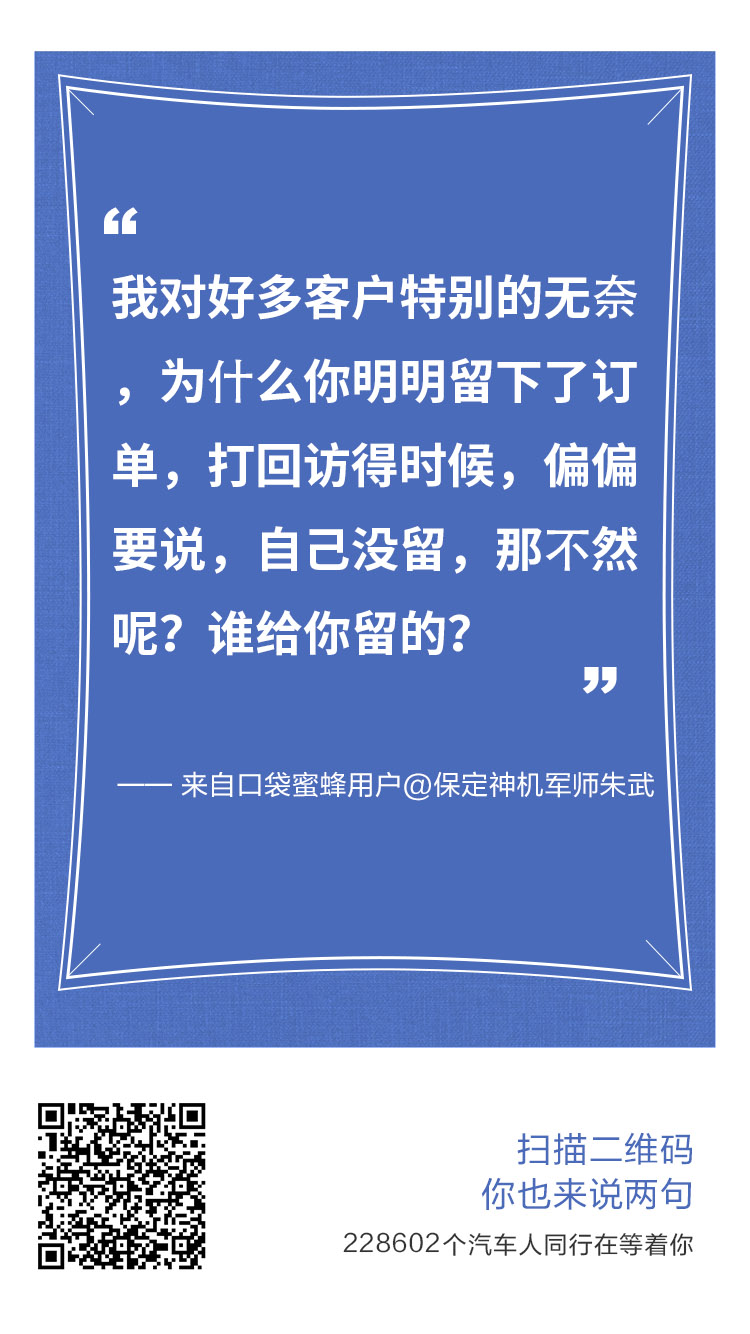 “
我对好多客户特别的无奈
，为什么你明明留下了订
单，打回访得时候，偏偏
要说，自己没留，那不然
呢？谁给你留的？
”
—— 来自口袋蜜蜂用户@保定神机军师朱武
扫描二维码
你也来说两句
228602个汽车人同行在等着你